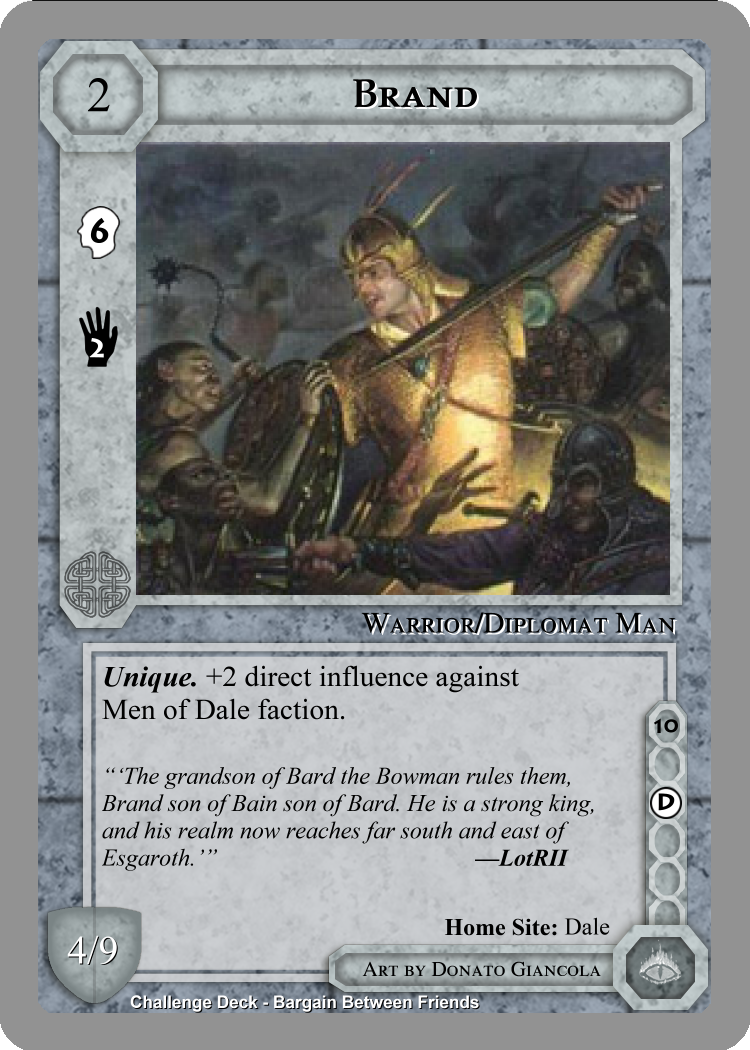 2
Brand
6
2
Warrior/Diplomat Man
Unique. +2 direct influence against
Men of Dale faction.
10
“‘The grandson of Bard the Bowman rules them,
D
Brand son of Bain son of Bard. He is a strong king,
and his realm now reaches far south and east of
Esgaroth.’” —LotRII
Home Site: Dale
4/9
Art by Donato Giancola
Challenge Deck - Bargain Between Friends